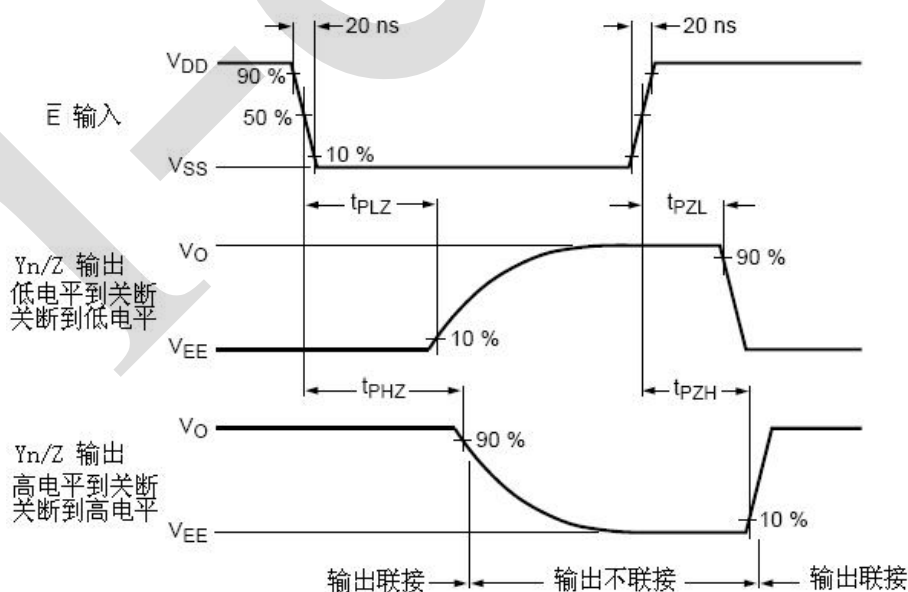 20 ns
20 ns
VDD
90 %
E̅ 输入
50 %
10 %
VSS
tPLZ
tPZL
VO
Yn/Z 输出
低电平到关断
关断到低电平
90 %
10 %
VEE
tPHZ
tPZH
VO
Yn/Z 输出
高电平到关断
关断到高电平
90 %
10 %
VEE
输出联接
输出不联接
输出联接